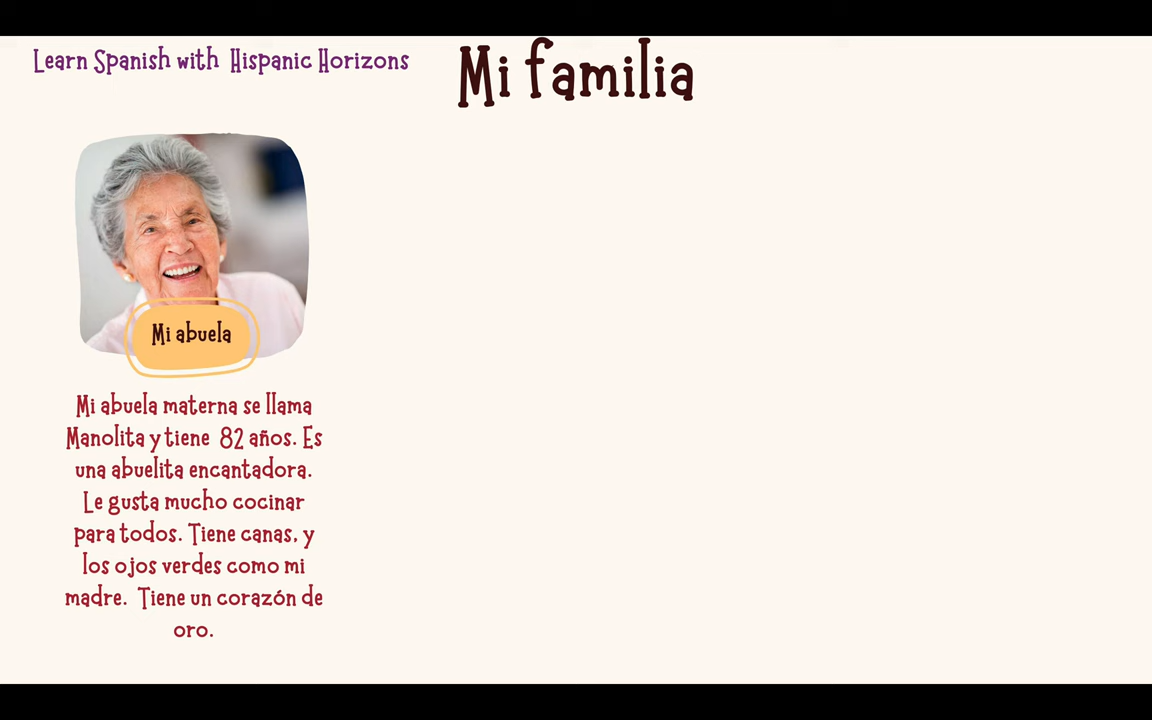 Learn Spanish with Hispanic Horizons
Mi familia
Mi abuela
Mi abuela materna se llama
Manolita y tiene 82 años. Es
una abuelita encantadora.
Le gusta mucho cocinar
para todos. Tiene canas, y
los ojos verdes como mi
madre. Tiene un corazón de
oro.